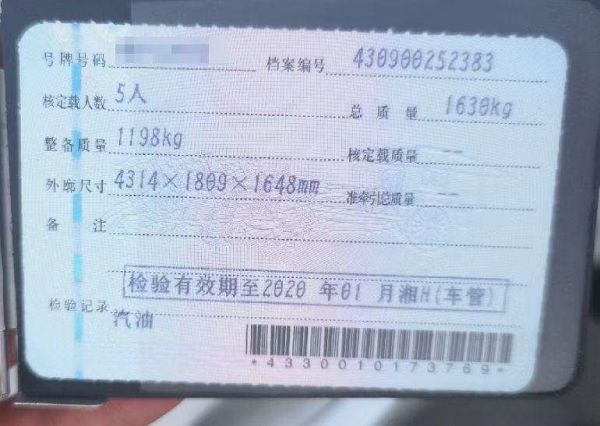 号牌号码 档案编号 430900252383
核定载人数 5人 总质量 1630kg
整备质量 1198kg 核定载质量 --
外廓尺寸 4314×1809×1648mm 准牵引总质量 --
备注
检验有效期至2020 年01 月湘H(车管)
检验记录
汽油
*4330010173769*